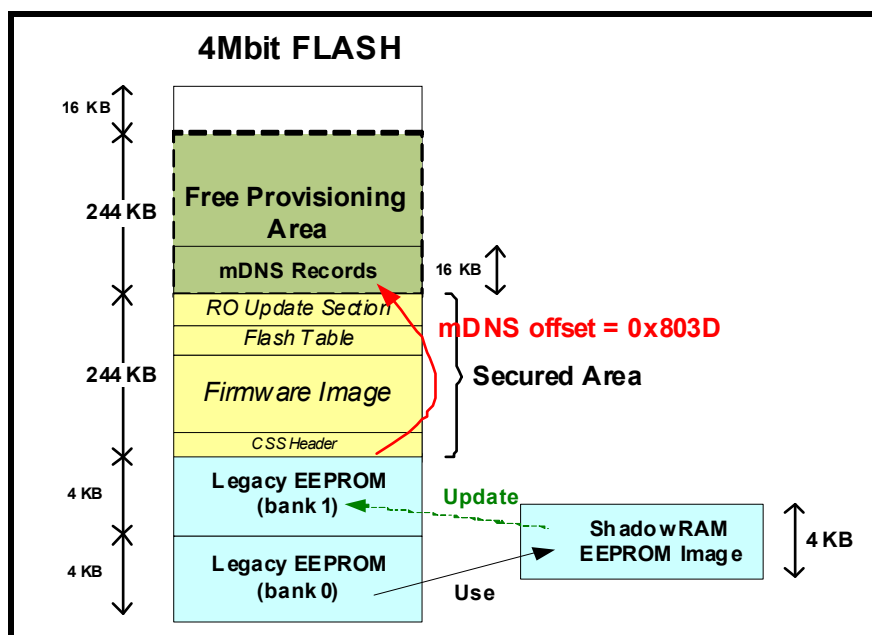 4Mbit FLASH
16 KB
244 KB
Free Provisioning
Area
mDNS Records
16 KB
RO Update Section
mDNS offset = 0x803D
Flash Table
244 KB
Secured Area
Firmware Image
CSS Header
Legacy EEPROM
(bank 1)
4 KB
Update
ShadowRAM
EEPROM Image
4 KB
4 KB
Legacy EEPROM
(bank 0)
Use